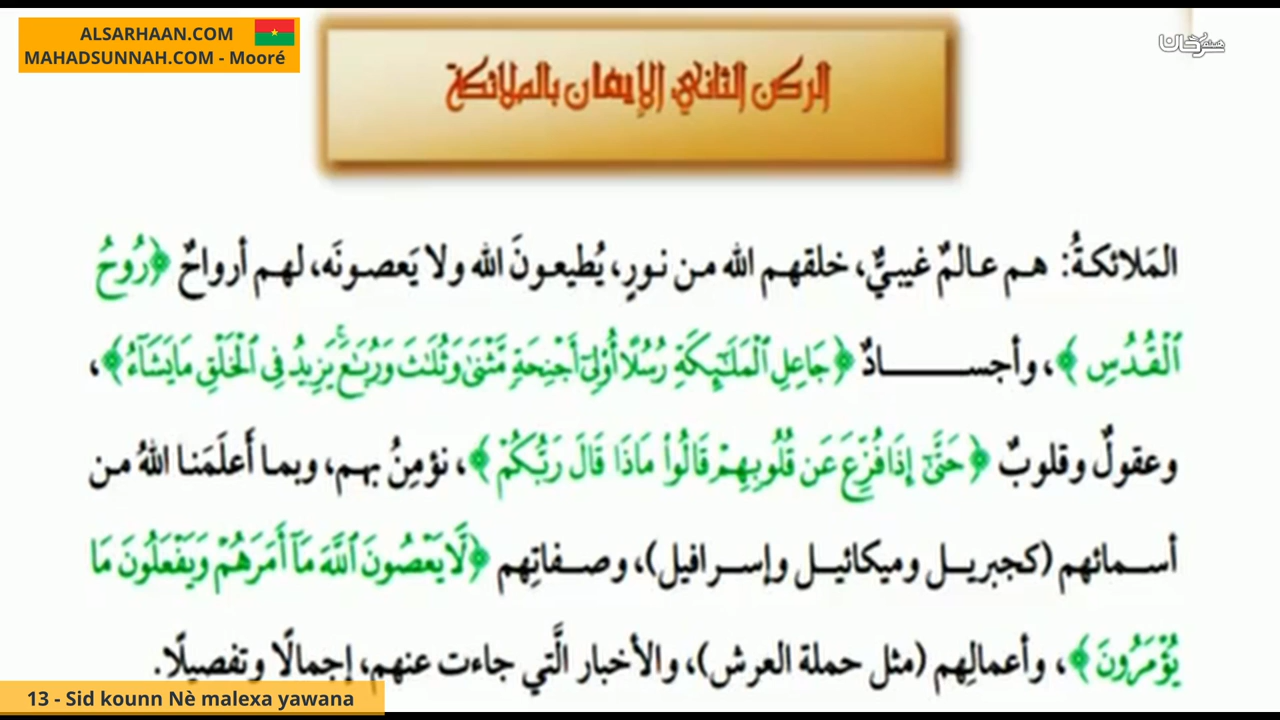 ALSARHAAN.COM
MAHADSUNNAH.COM - Mooré
سرحان
الركن الثاني الإيمان بالملائكة
المَلائكةُ: هم عالمٌ غيبيٌّ، خلقهم الله من نورٍ، يُطيعونَ الله ولا يَعصونَه، لهم أرواحٌ ﴿رُوحُ
ٱلْقُدُسِ﴾، وأجسادٌ ﴿جَاعِلِ ٱلْمَلَٰٓئِكَةِ رُسُلًا أُوْلِىٓ أَجْنِحَةٍ مَّثْنَىٰ وَثُلَٰثَ وَرُبَٰعَ ۚ يَزِيدُ فِى ٱلْخَلْقِ مَا يَشَآءُ﴾،
وعقولٌ وقلوبٌ ﴿حَتَّىٰٓ إِذَا فُزِّعَ عَن قُلُوبِهِمْ قَالُوا۟ مَاذَا قَالَ رَبُّكُمْ﴾، نؤمِنُ بهم، وبما أَعلَمَنا اللهُ من
أسمائهم (كجبريل وميكائيل وإسرافيل)، وصفاتِهم ﴿لَّا يَعْصُونَ ٱللَّهَ مَآ أَمَرَهُمْ وَيَفْعَلُونَ مَا
يُؤْمَرُونَ﴾، وأعمالِهم (مثل حملة العرش)، والأخبار الَّتي جاءت عنهم، إجمالًا وتفصيلًا.
13 - Sid kounn Nè malexa yawana